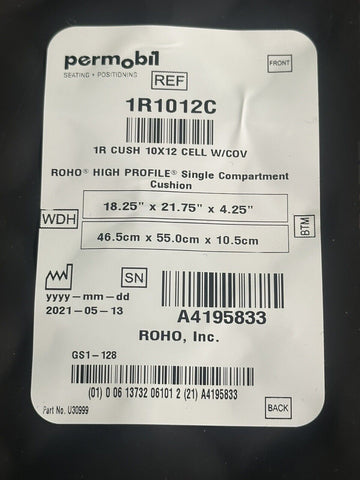 permobil
SEATING + POSITIONING
FRONT
REF
1R1012C
1R CUSH 10X12 CELL W/COV
ROHO® HIGH PROFILE® Single Compartment
Cushion
WDH
18.25" x 21.75" x 4.25"
46.5cm x 55.0cm x 10.5cm
BTM
SN
yyyy-mm-dd
2021-05-13
A4195833
ROHO, Inc.
GS1-128
(01) 0 06 13732 06101 2 (21) A4195833
Part No. U30999
BACK